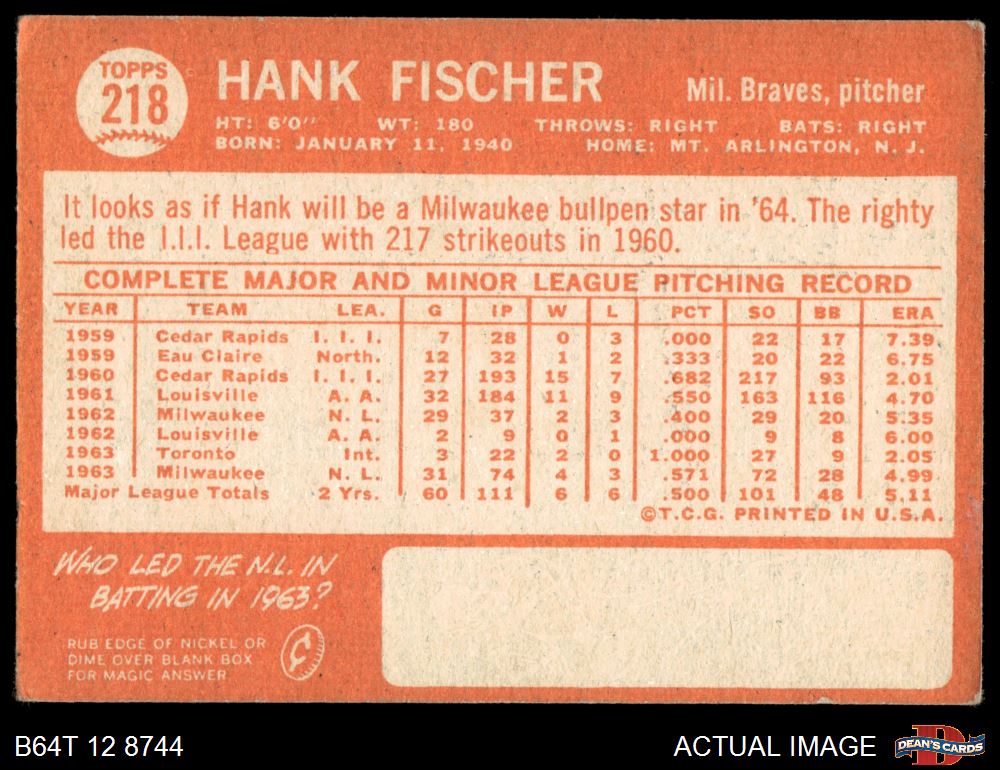 TOPPS
218
HANK FISCHER
Mil. Braves, pitcher
HT: 6'0" WT: 180 THROWS: RIGHT BATS: RIGHT
BORN: JANUARY 11, 1940 HOME: MT. ARLINGTON, N. J.
It looks as if Hank will be a Milwaukee bullpen star in '64. The righty
led the I.I.I. League with 217 strikeouts in 1960.
COMPLETE MAJOR AND MINOR LEAGUE PITCHING RECORD
YEAR TEAM LEA. G IP W L PCT SO BB ERA
1959 Cedar Rapids I. I. I. 7 28 0 3 .000 22 17 7.39
1959 Eau Claire North. 12 32 1 2 .333 20 22 6.75
1960 Cedar Rapids I. I. I. 27 193 15 7 .682 217 93 2.01
1961 Louisville A. A. 32 184 11 9 .550 163 116 4.70
1962 Milwaukee N. L. 29 37 2 3 .400 29 20 5.35
1962 Louisville A. A. 2 9 0 1 .000 9 8 6.00
1963 Toronto Int. 3 22 2 0 1.000 27 9 2.05
1963 Milwaukee N. L. 31 74 4 3 .571 72 28 4.99
Major League Totals 2 Yrs. 60 111 6 6 .500 101 48 5.11
©T.C.G. PRINTED IN U.S.A.
WHO LED THE N.L. IN
BATTING IN 1963?
RUB EDGE OF NICKEL OR
DIME OVER BLANK BOX
FOR MAGIC ANSWER
¢
B64T 12 8744
ACTUAL IMAGE
D
DEAN'S CARDS